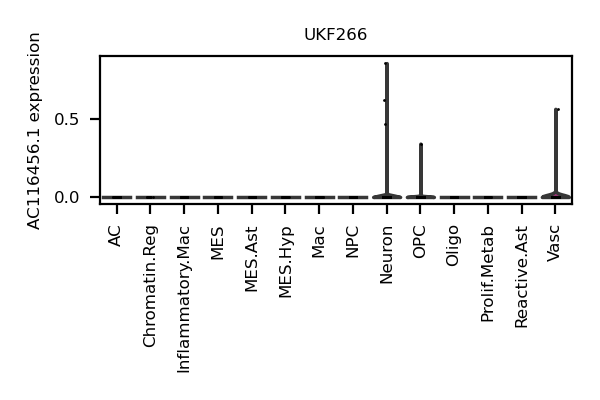 UKF266
AC116456.1 expression
0.5
0.0
AC
Chromatin.Reg
Inflammatory.Mac
MES
MES.Ast
MES.Hyp
Mac
NPC
Neuron
OPC
Oligo
Prolif.Metab
Reactive.Ast
Vasc